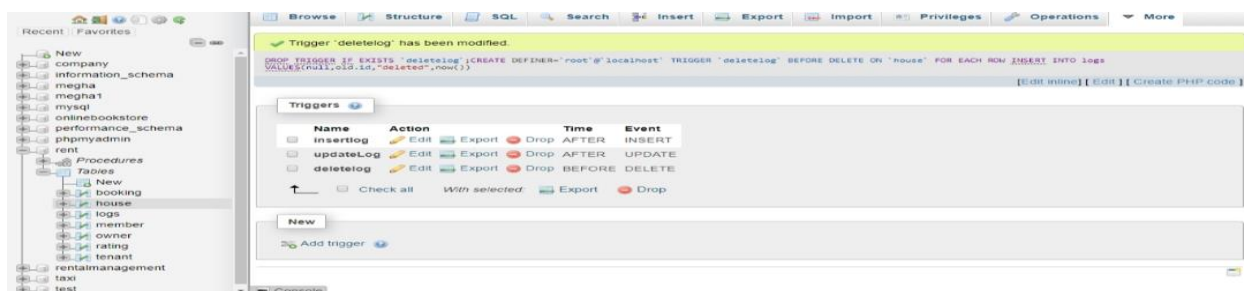 Recent Favorites
New
company
information_schema
megha
megha1
mysql
onlinebookstore
performance_schema
phpmyadmin
rent
Procedures
Tables
New
booking
house
logs
member
owner
rating
tenant
rentalmanagement
taxi
test
Browse Structure SQL Search Insert Export Import Privileges Operations More
Trigger `deletelog` has been modified.
DROP TRIGGER IF EXISTS `deletelog`;CREATE DEFINER=`root`@`localhost` TRIGGER `deletelog` BEFORE DELETE ON `house` FOR EACH ROW INSERT INTO logs
VALUES(null,old.id,"deleted",now())
[Edit inline] [ Edit ] [ Create PHP code ]
Triggers
Name Action Time Event
insertlog Edit Export Drop AFTER INSERT
updateLog Edit Export Drop AFTER UPDATE
deletelog Edit Export Drop BEFORE DELETE
Check all With selected: Export Drop
New
Add trigger
Console